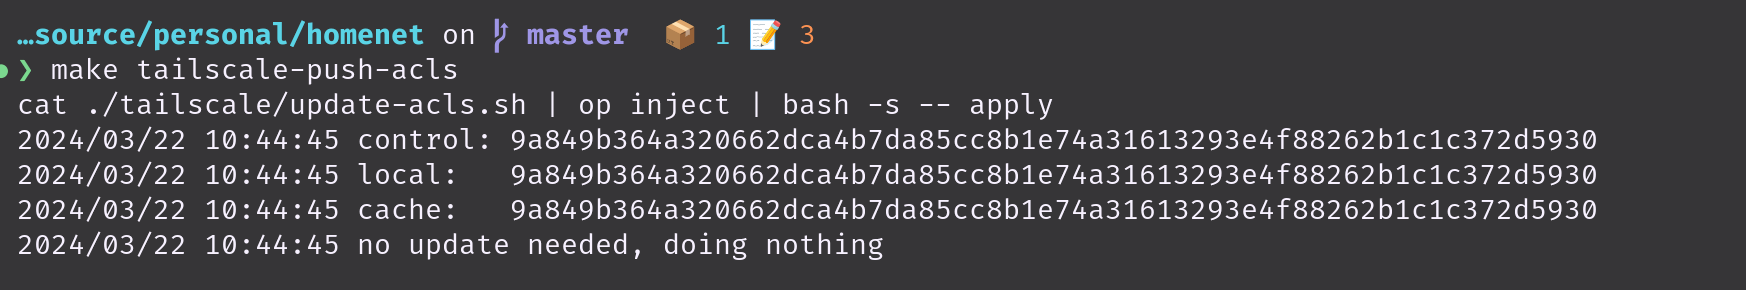 …source/personal/homenet on master 📦 1 📝 3
❯ make tailscale-push-acls
cat ./tailscale/update-acls.sh | op inject | bash -s -- apply
2024/03/22 10:44:45 control: 9a849b364a320662dca4b7da85cc8b1e74a31613293e4f88262b1c1c372d5930
2024/03/22 10:44:45 local:   9a849b364a320662dca4b7da85cc8b1e74a31613293e4f88262b1c1c372d5930
2024/03/22 10:44:45 cache:   9a849b364a320662dca4b7da85cc8b1e74a31613293e4f88262b1c1c372d5930
2024/03/22 10:44:45 no update needed, doing nothing